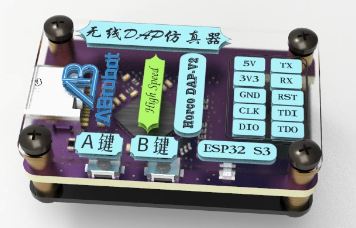 无线DAP仿真器
ABrobot
High Speed
Horco DAP-V2
5V TX
3V3 RX
GND RST
CLK TDI
DIO TDO
A键 B键
ESP32 S3